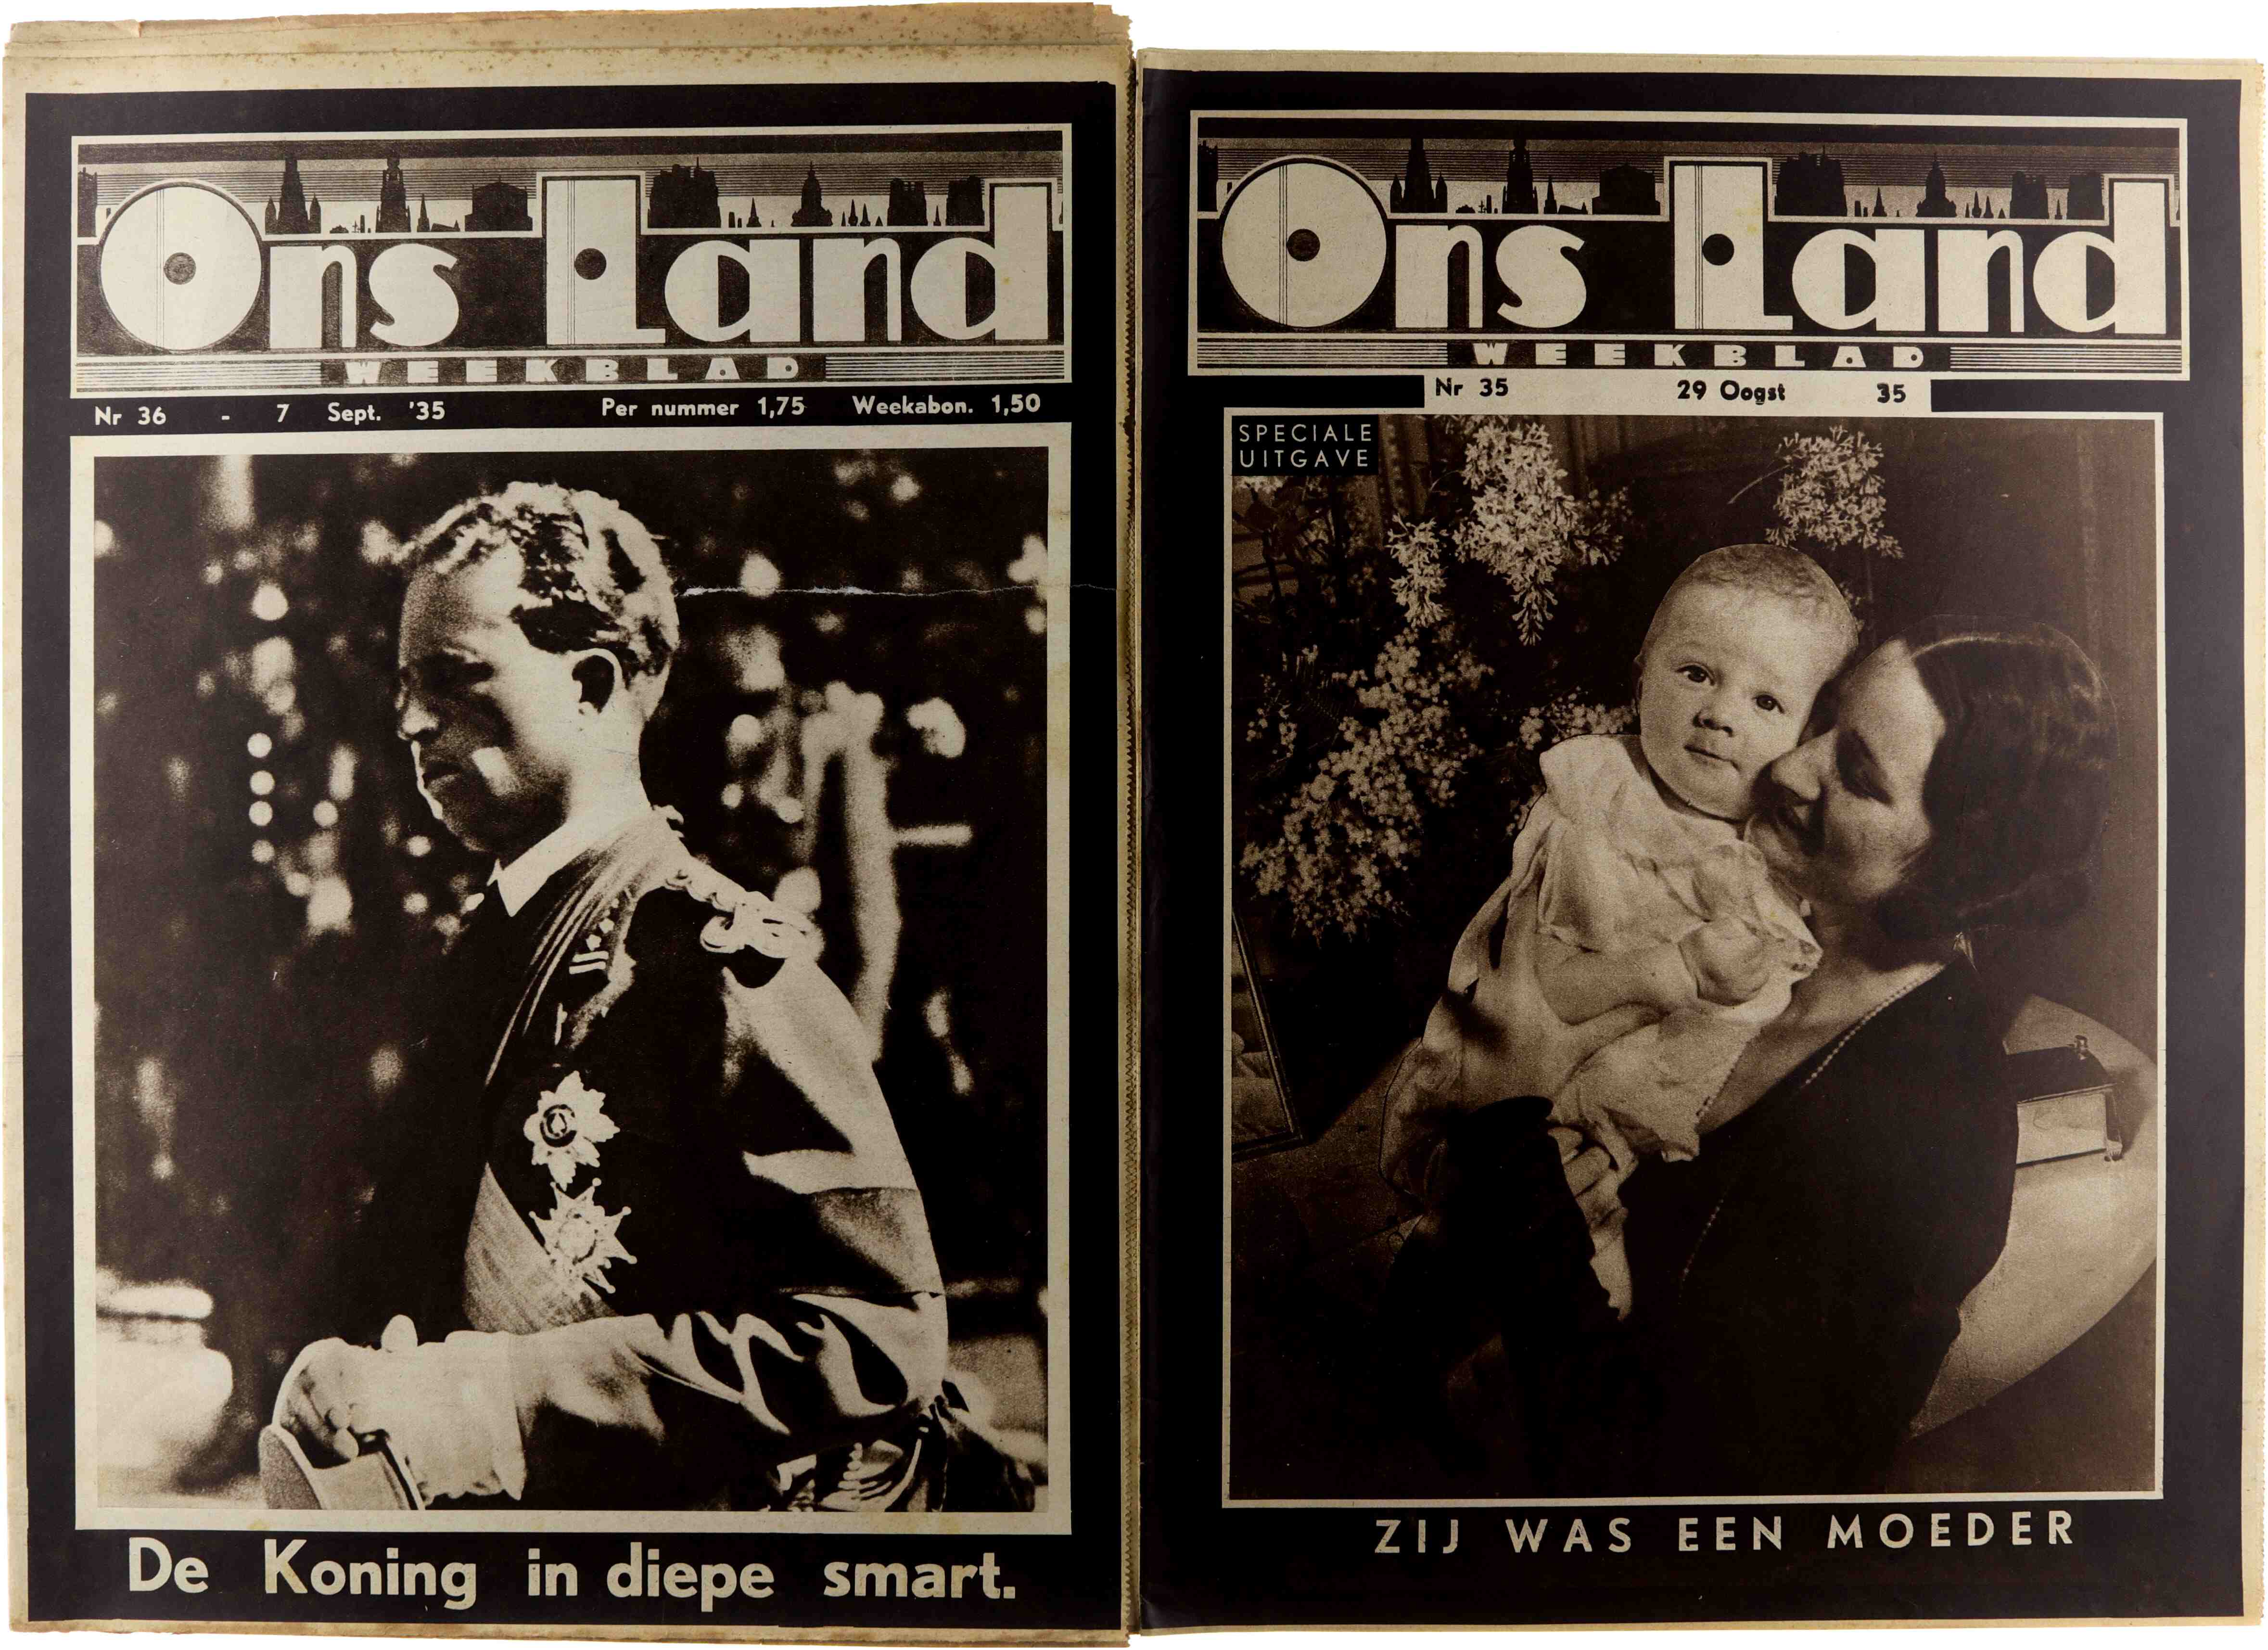 Ons Land
WEEKBLAD
Nr 36 - 7 Sept. '35 Per nummer 1,75 Weekabon. 1,50
De Koning in diepe smart.
Ons Land
WEEKBLAD
Nr 35 29 Oogst 35
SPECIALE
UITGAVE
ZIJ WAS EEN MOEDER